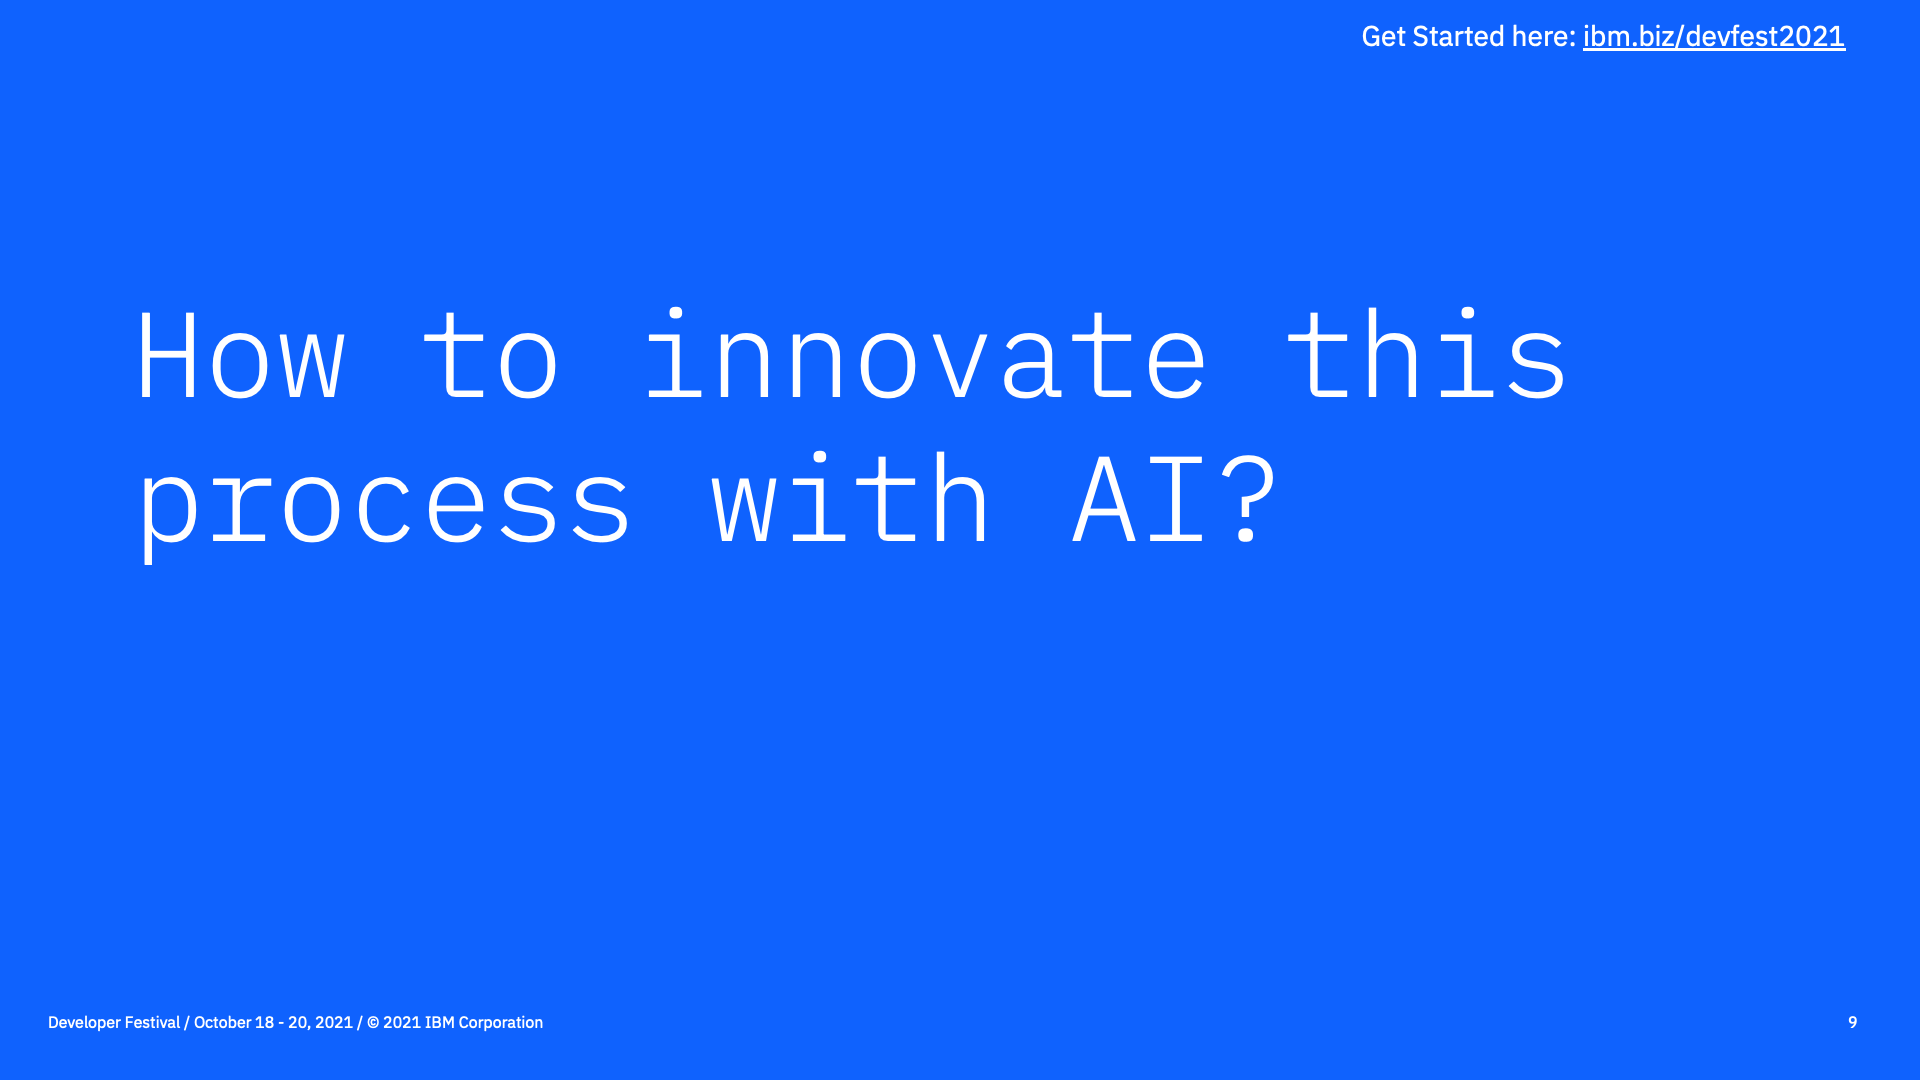 Get Started here: ibm.biz/devfest2021
How to innovate this
process with AI?
Developer Festival / October 18 - 20, 2021 / © 2021 IBM Corporation
9